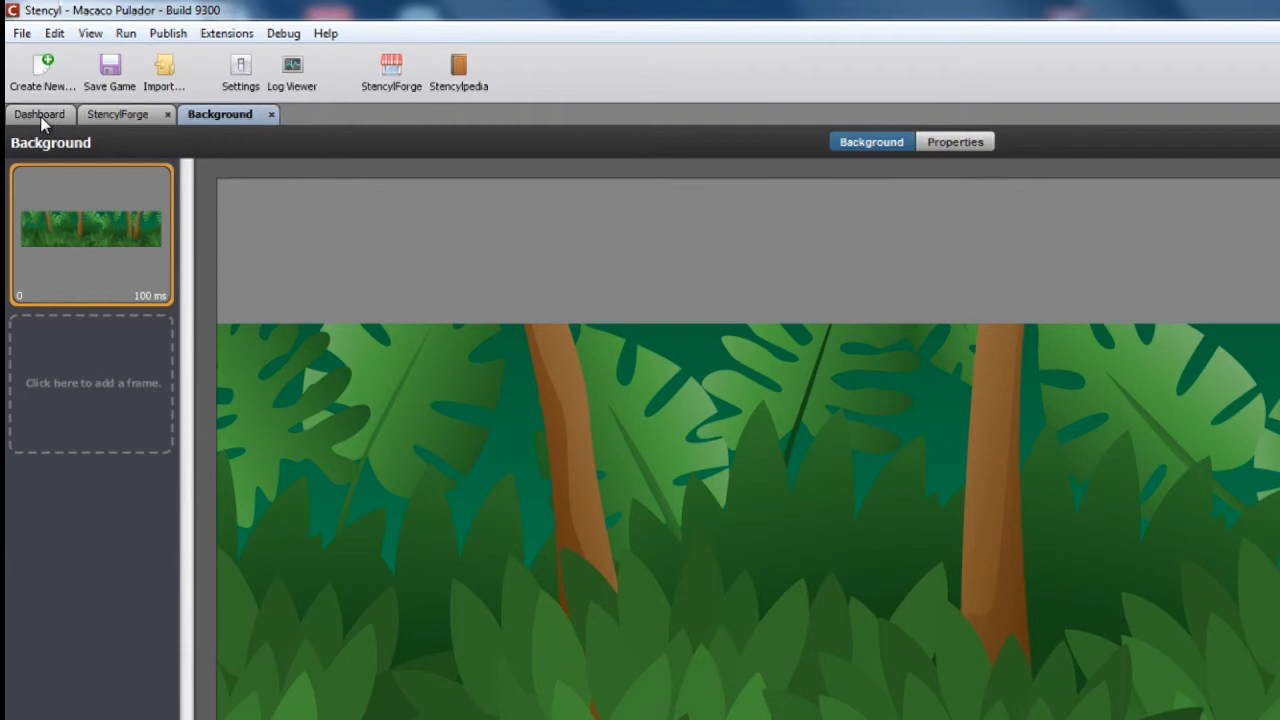 Stencyl - Macaco Pulador - Build 9300
File Edit View Run Publish Extensions Debug Help
Create New... Save Game Import... Settings Log Viewer StencylForge Stencylpedia
Dashboard StencylForge × Background ×
Background Background Properties
0 100 ms
Click here to add a frame.